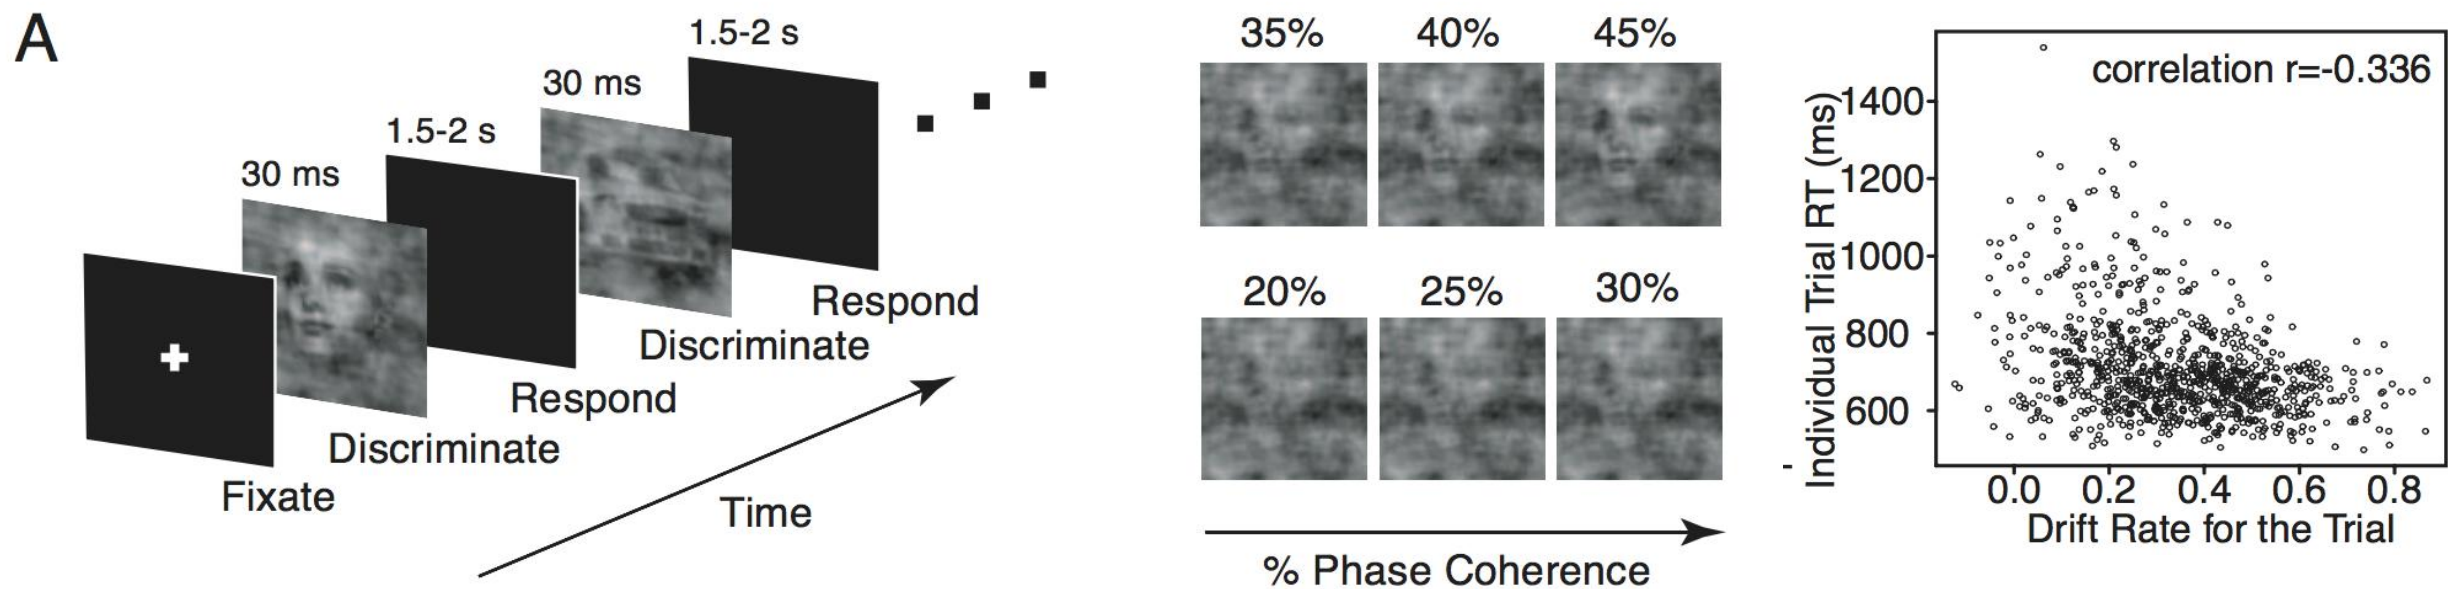 A
30 ms
1.5-2 s
30 ms
1.5-2 s
Fixate
Discriminate
Respond
Discriminate
Respond
Time
35% 40% 45%
20% 25% 30%
% Phase Coherence
correlation r=-0.336
Individual Trial RT (ms)
1400
1200
1000
800
600
0.0 0.2 0.4 0.6 0.8
Drift Rate for the Trial